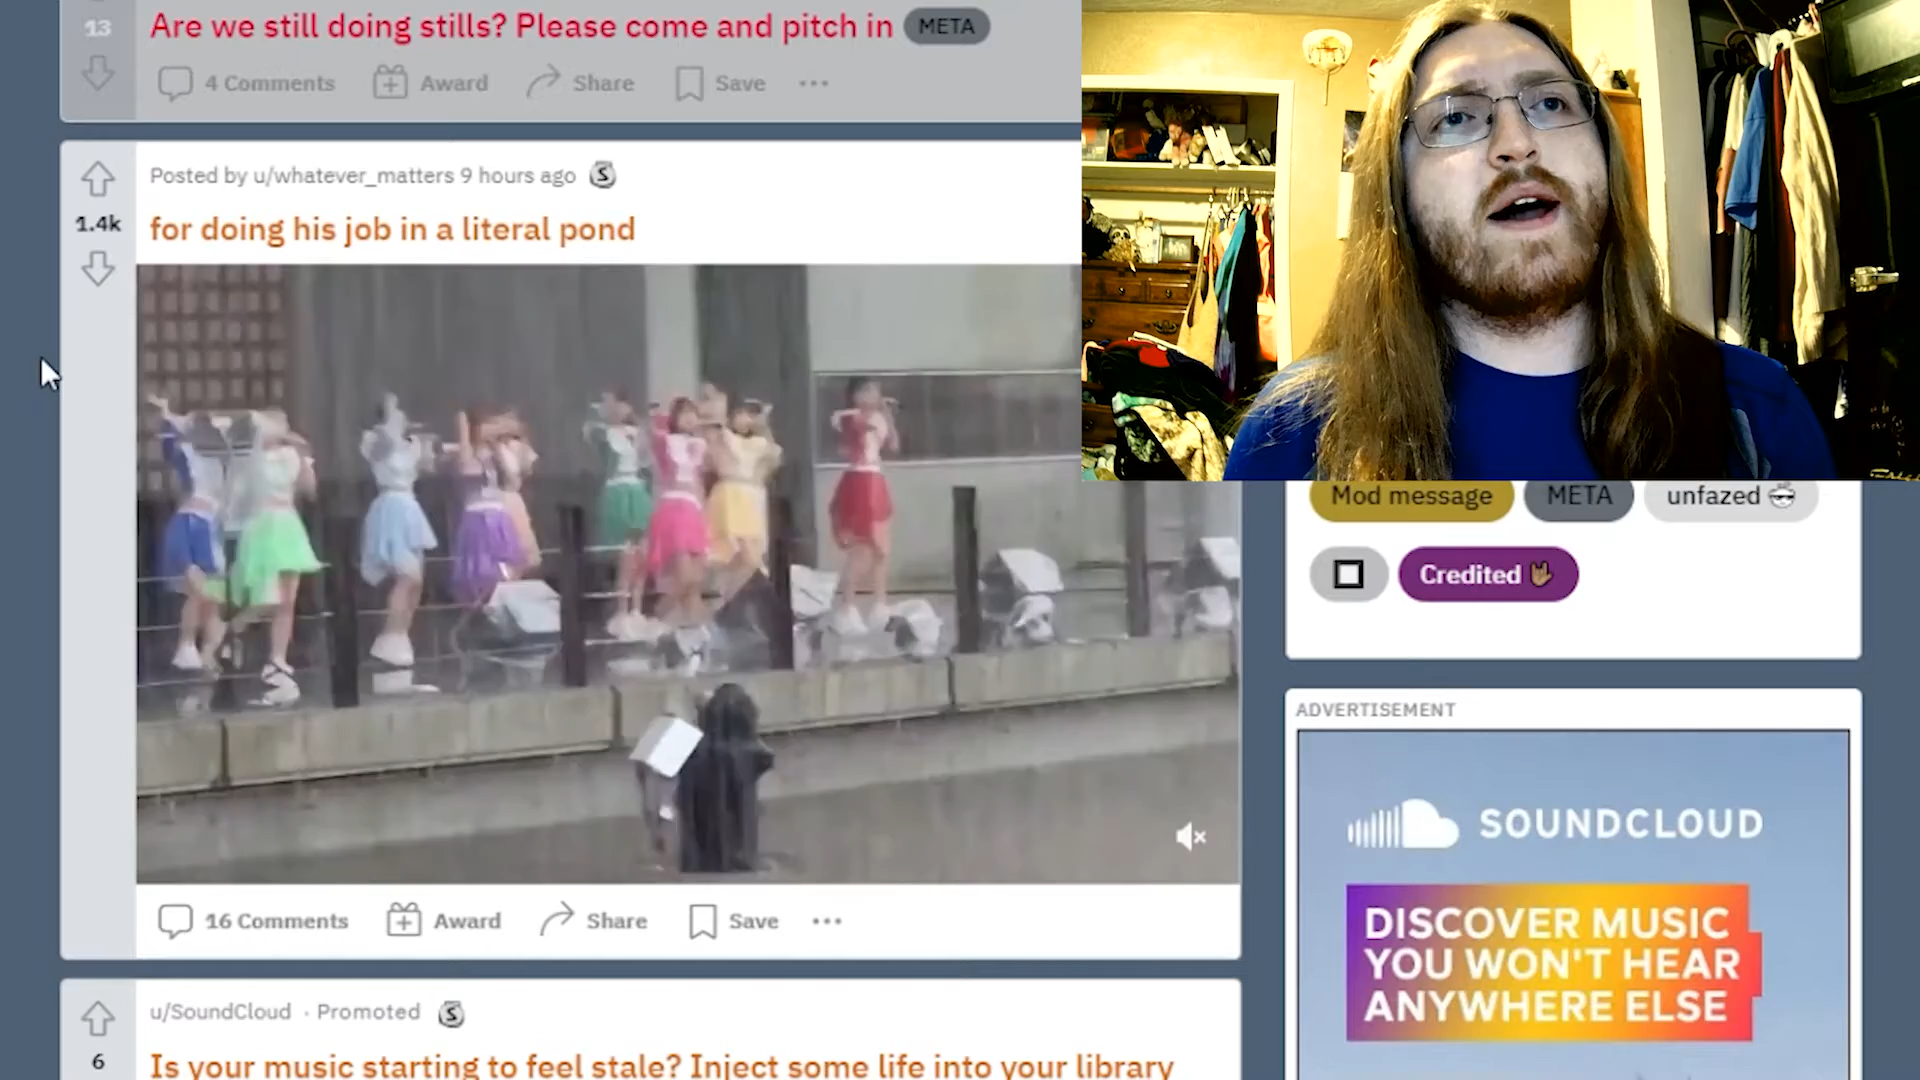 13
Are we still doing stills? Please come and pitch in META
4 Comments Award Share Save
Posted by u/whatever_matters 9 hours ago
1.4k
for doing his job in a literal pond
16 Comments Award Share Save
u/SoundCloud · Promoted
6
Is your music starting to feel stale? Inject some life into your library
Mod message META unfazed
Credited
ADVERTISEMENT
SOUNDCLOUD
DISCOVER MUSIC
YOU WON'T HEAR
ANYWHERE ELSE